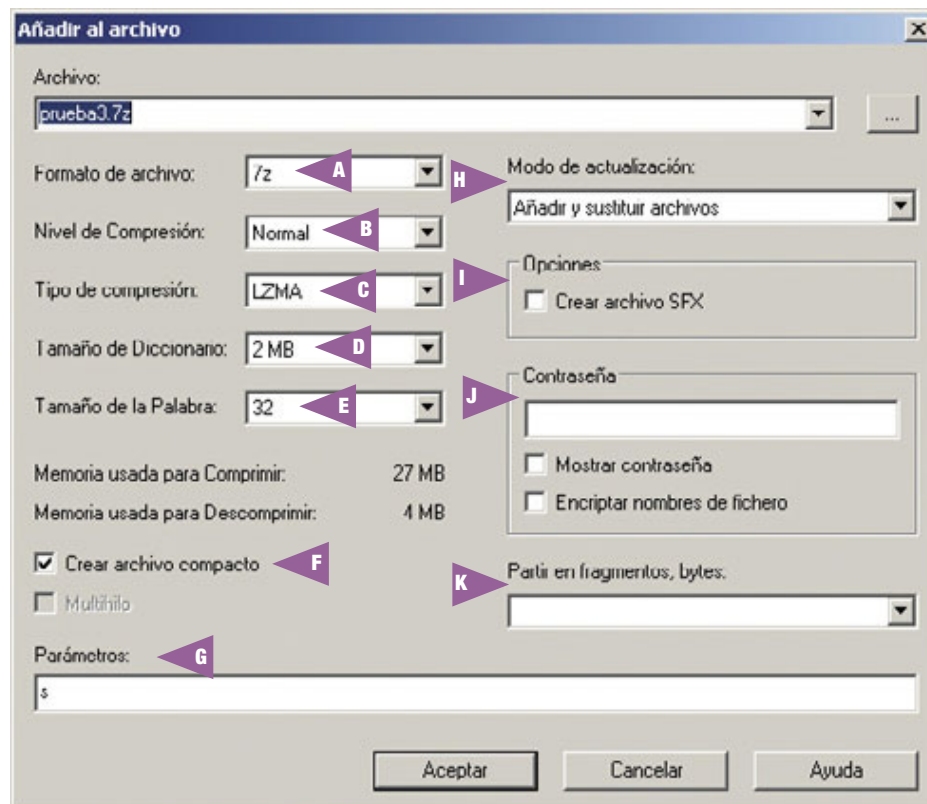 Añadir al archivo
Archivo:
prueba3.7z
...
Formato de archivo: 7z A
H Modo de actualización:
Añadir y sustituir archivos
Nivel de Compresión: Normal B
I Opciones
Crear archivo SFX
Tipo de compresión: LZMA C
Tamaño de Diccionario: 2 MB D
J Contraseña
Tamaño de la Palabra: 32 E
Mostrar contraseña
Encriptar nombres de fichero
Memoria usada para Comprimir: 27 MB
Memoria usada para Descomprimir: 4 MB
Crear archivo compacto F
Multihilo
K Partir en fragmentos, bytes:
Parámetros: G
s
Aceptar Cancelar Ayuda